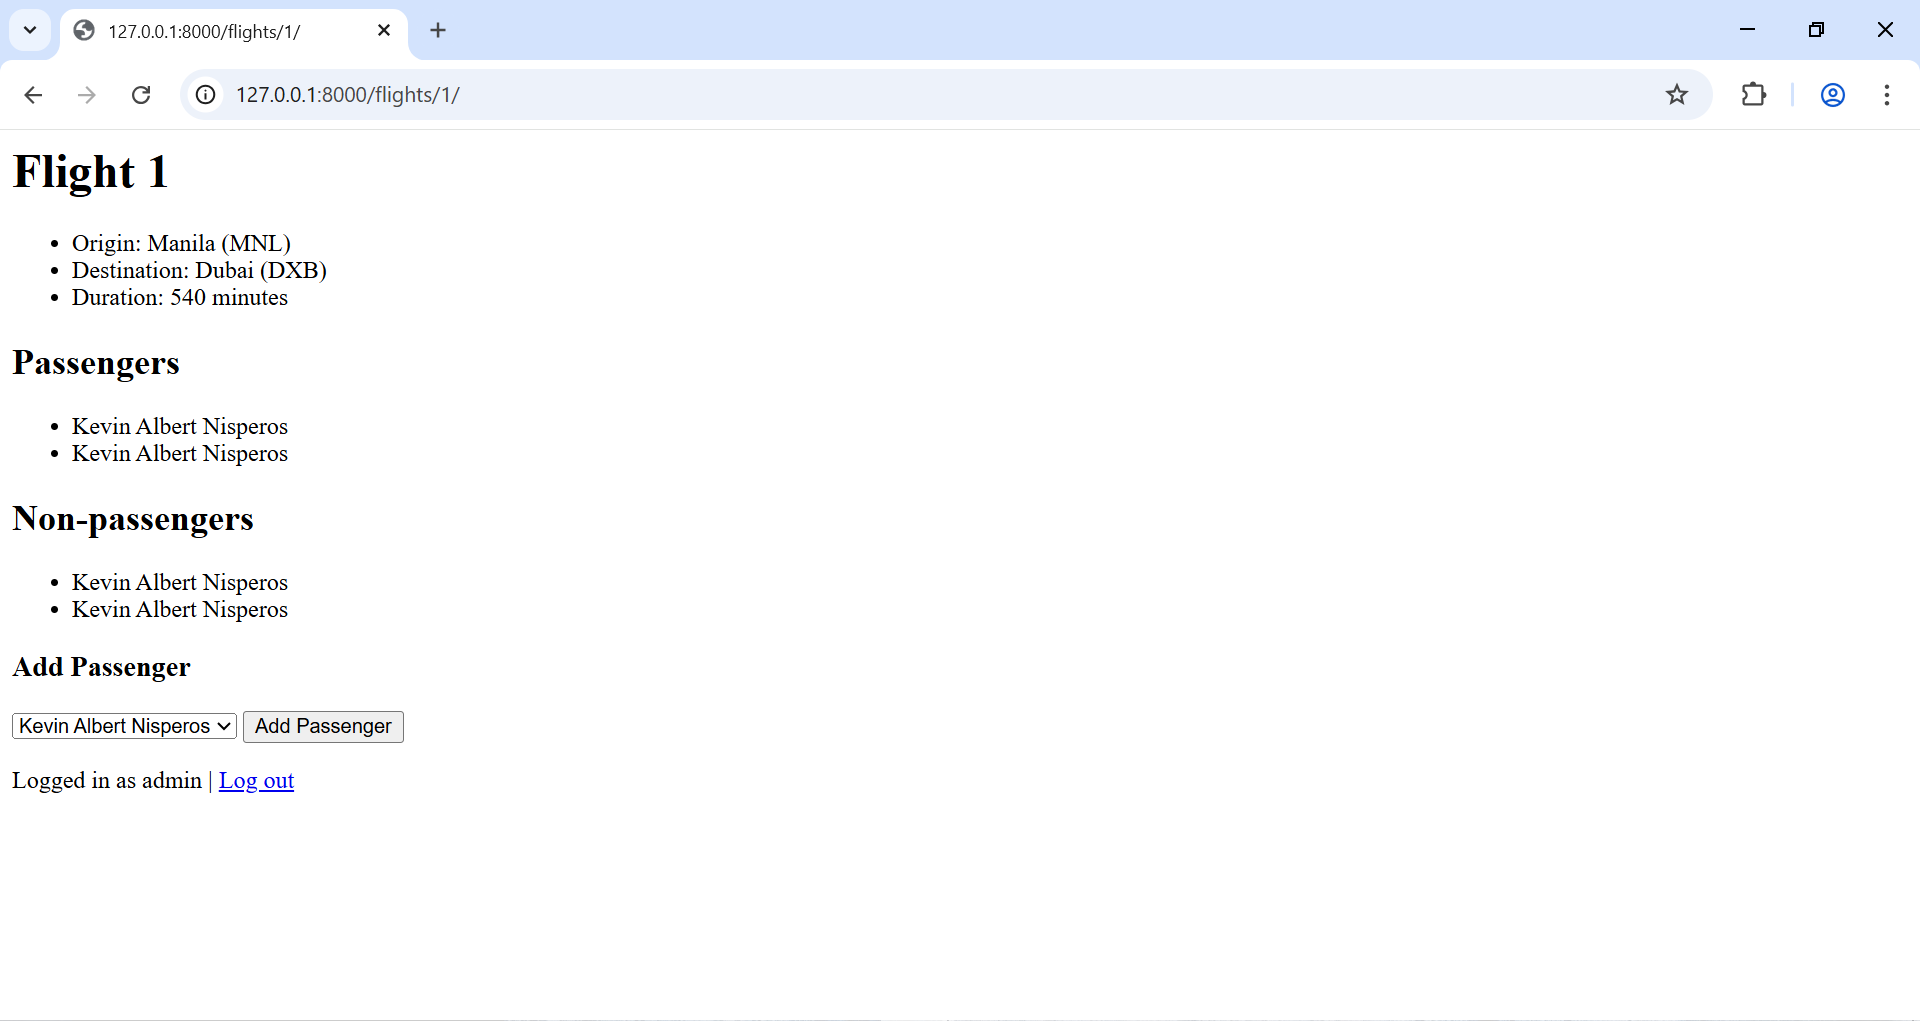 127.0.0.1:8000/flights/1/
127.0.0.1:8000/flights/1/
Flight 1
Origin: Manila (MNL)
Destination: Dubai (DXB)
Duration: 540 minutes
Passengers
Kevin Albert Nisperos
Kevin Albert Nisperos
Non-passengers
Kevin Albert Nisperos
Kevin Albert Nisperos
Add Passenger
Kevin Albert Nisperos Add Passenger
Logged in as admin | Log out